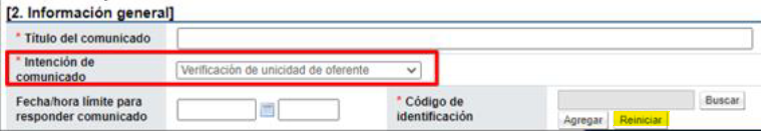 [2. Información general]
* Título del comunicado
* Intención de comunicado
Verificación de unicidad de oferente
Fecha/hora límite para responder comunicado
* Código de identificación
Buscar
Agregar Reiniciar